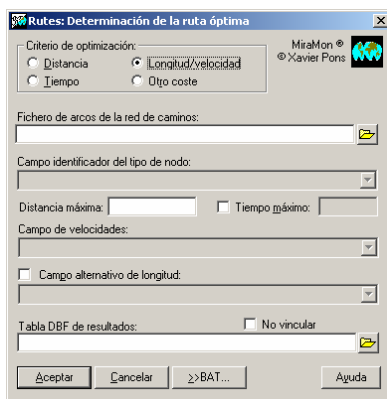 Rutes: Determinación de la ruta óptima
Criterio de optimización:
Distancia
Longitud/velocidad
Tiempo
Otro coste
MiraMon ®
© Xavier Pons
Fichero de arcos de la red de caminos:
Campo identificador del tipo de nodo:
Distancia máxima:
Tiempo máximo:
Campo de velocidades:
Campo alternativo de longitud:
Tabla DBF de resultados:
No vincular
Aceptar
Cancelar
>>BAT...
Ayuda